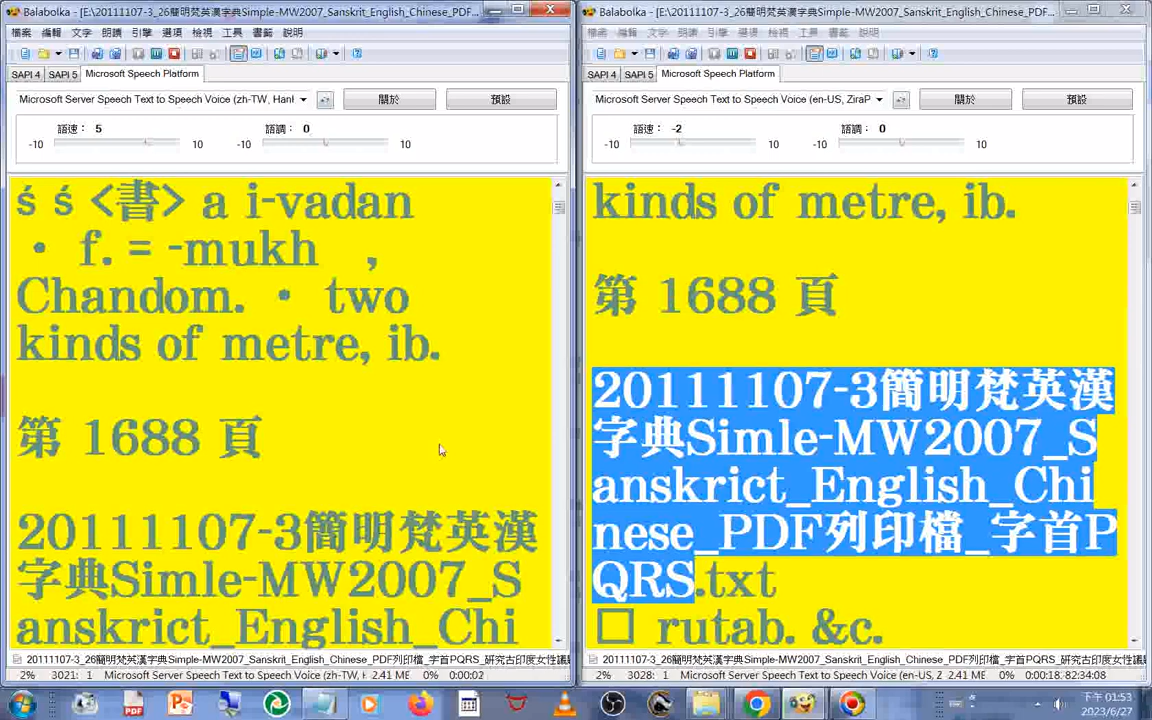 Balabolka - [E:\20111107-3_26簡明梵英漢字典Simple-MW2007_Sanskrit_English_Chinese_PDF...
檔案 編輯 文字 朗讀 引擎 選項 檢視 工具 書籤 說明
SAPI 4 SAPI 5 Microsoft Speech Platform
Microsoft Server Speech Text to Speech Voice (zh-TW, HanH
關於 預設
語速： 5 語調： 0
-10 10 -10 10
ś ś <書> a i-vadan
• f. = -mukh ,
Chandom. • two
kinds of metre, ib.
第 1688 頁
20111107-3簡明梵英漢
字典Simle-MW2007_S
anskrict_English_Chi
20111107-3_26簡明梵英漢字典Simple-MW2007_Sanskrit_English_Chinese_PDF列印檔_字首PQRS_研究古印度女性議
2% 3021: 1 Microsoft Server Speech Text to Speech Voice (zh-TW, H 2.41 MB 0% 0:00:02
Balabolka - [E:\20111107-3_26簡明梵英漢字典Simple-MW2007_Sanskrit_English_Chinese_PDF...
檔案 編輯 文字 朗讀 引擎 選項 檢視 工具 書籤 說明
SAPI 4 SAPI 5 Microsoft Speech Platform
Microsoft Server Speech Text to Speech Voice (en-US, ZiraP
關於 預設
語速： -2 語調： 0
-10 10 -10 10
kinds of metre, ib.
第 1688 頁
20111107-3簡明梵英漢
字典Simle-MW2007_S
anskrict_English_Chi
nese_PDF列印檔_字首P
QRS.txt
□ rutab. &c.
20111107-3_26簡明梵英漢字典Simple-MW2007_Sanskrit_English_Chinese_PDF列印檔_字首PQRS_研究古印度女性議
2% 3028: 1 Microsoft Server Speech Text to Speech Voice (en-US, Z 2.41 MB 0% 0:00:18. 82:34:08
PDF
下午 01:53
2023/6/27